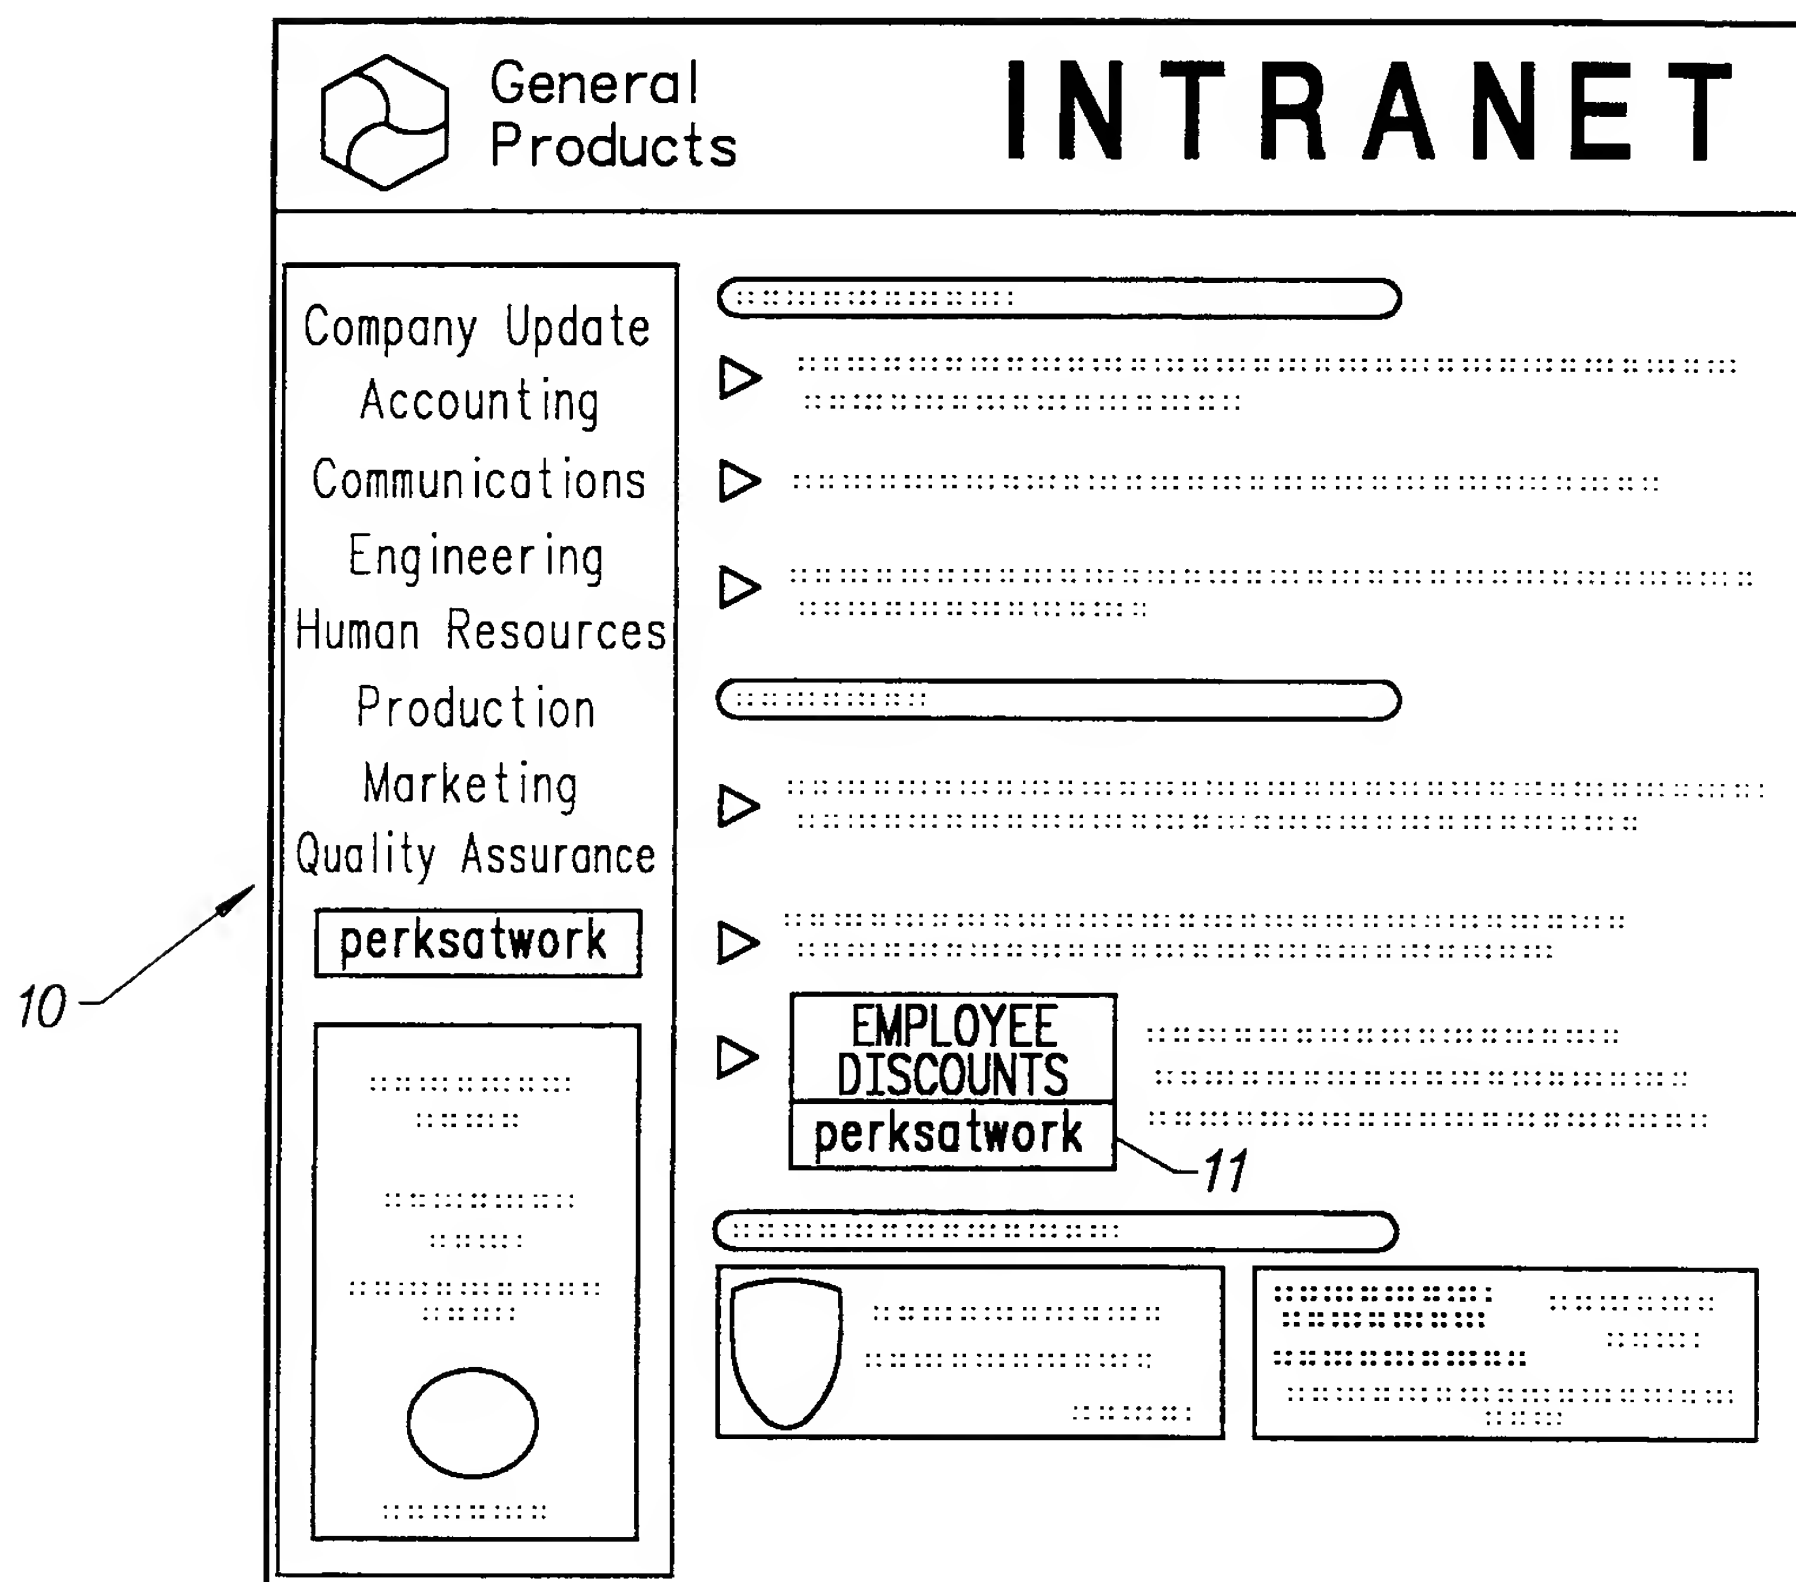 General
Products
INTRANET
Company Update
Accounting
Communications
Engineering
Human Resources
Production
Marketing
Quality Assurance
perksatwork
10
EMPLOYEE
DISCOUNTS
perksatwork
11